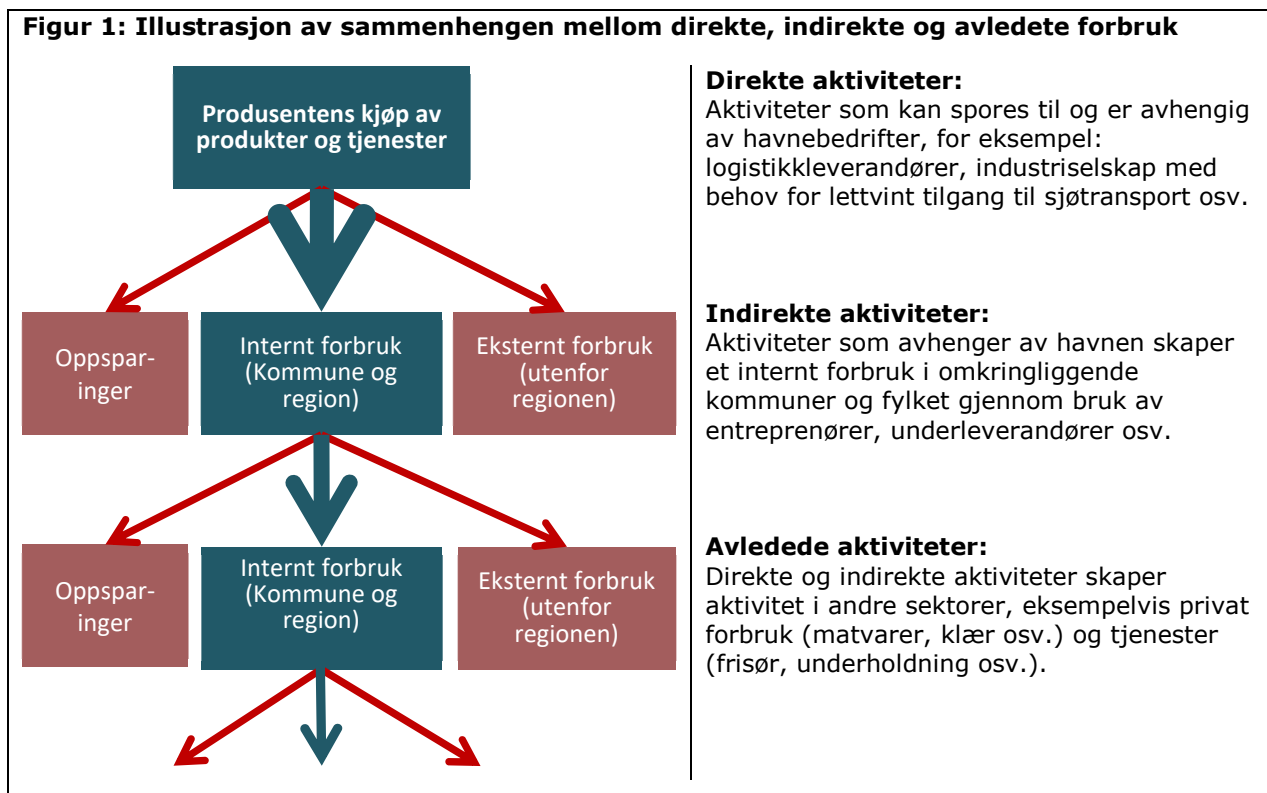 Figur 1: Illustrasjon av sammenhengen mellom direkte, indirekte og avledete forbruk
Produsentens kjøp av
produkter og tjenester
Direkte aktiviteter:
Aktiviteter som kan spores til og er avhengig
av havnebedrifter, for eksempel:
logistikkleverandører, industriselskap med
behov for lettvint tilgang til sjøtransport osv.
Oppspar-
inger
Internt forbruk
(Kommune og
region)
Eksternt forbruk
(utenfor
regionen)
Indirekte aktiviteter:
Aktiviteter som avhenger av havnen skaper
et internt forbruk i omkringliggende
kommuner og fylket gjennom bruk av
entreprenører, underleverandører osv.
Oppspar-
inger
Internt forbruk
(Kommune og
region)
Eksternt forbruk
(utenfor
regionen)
Avledede aktiviteter:
Direkte og indirekte aktiviteter skaper
aktivitet i andre sektorer, eksempelvis privat
forbruk (matvarer, klær osv.) og tjenester
(frisør, underholdning osv.).